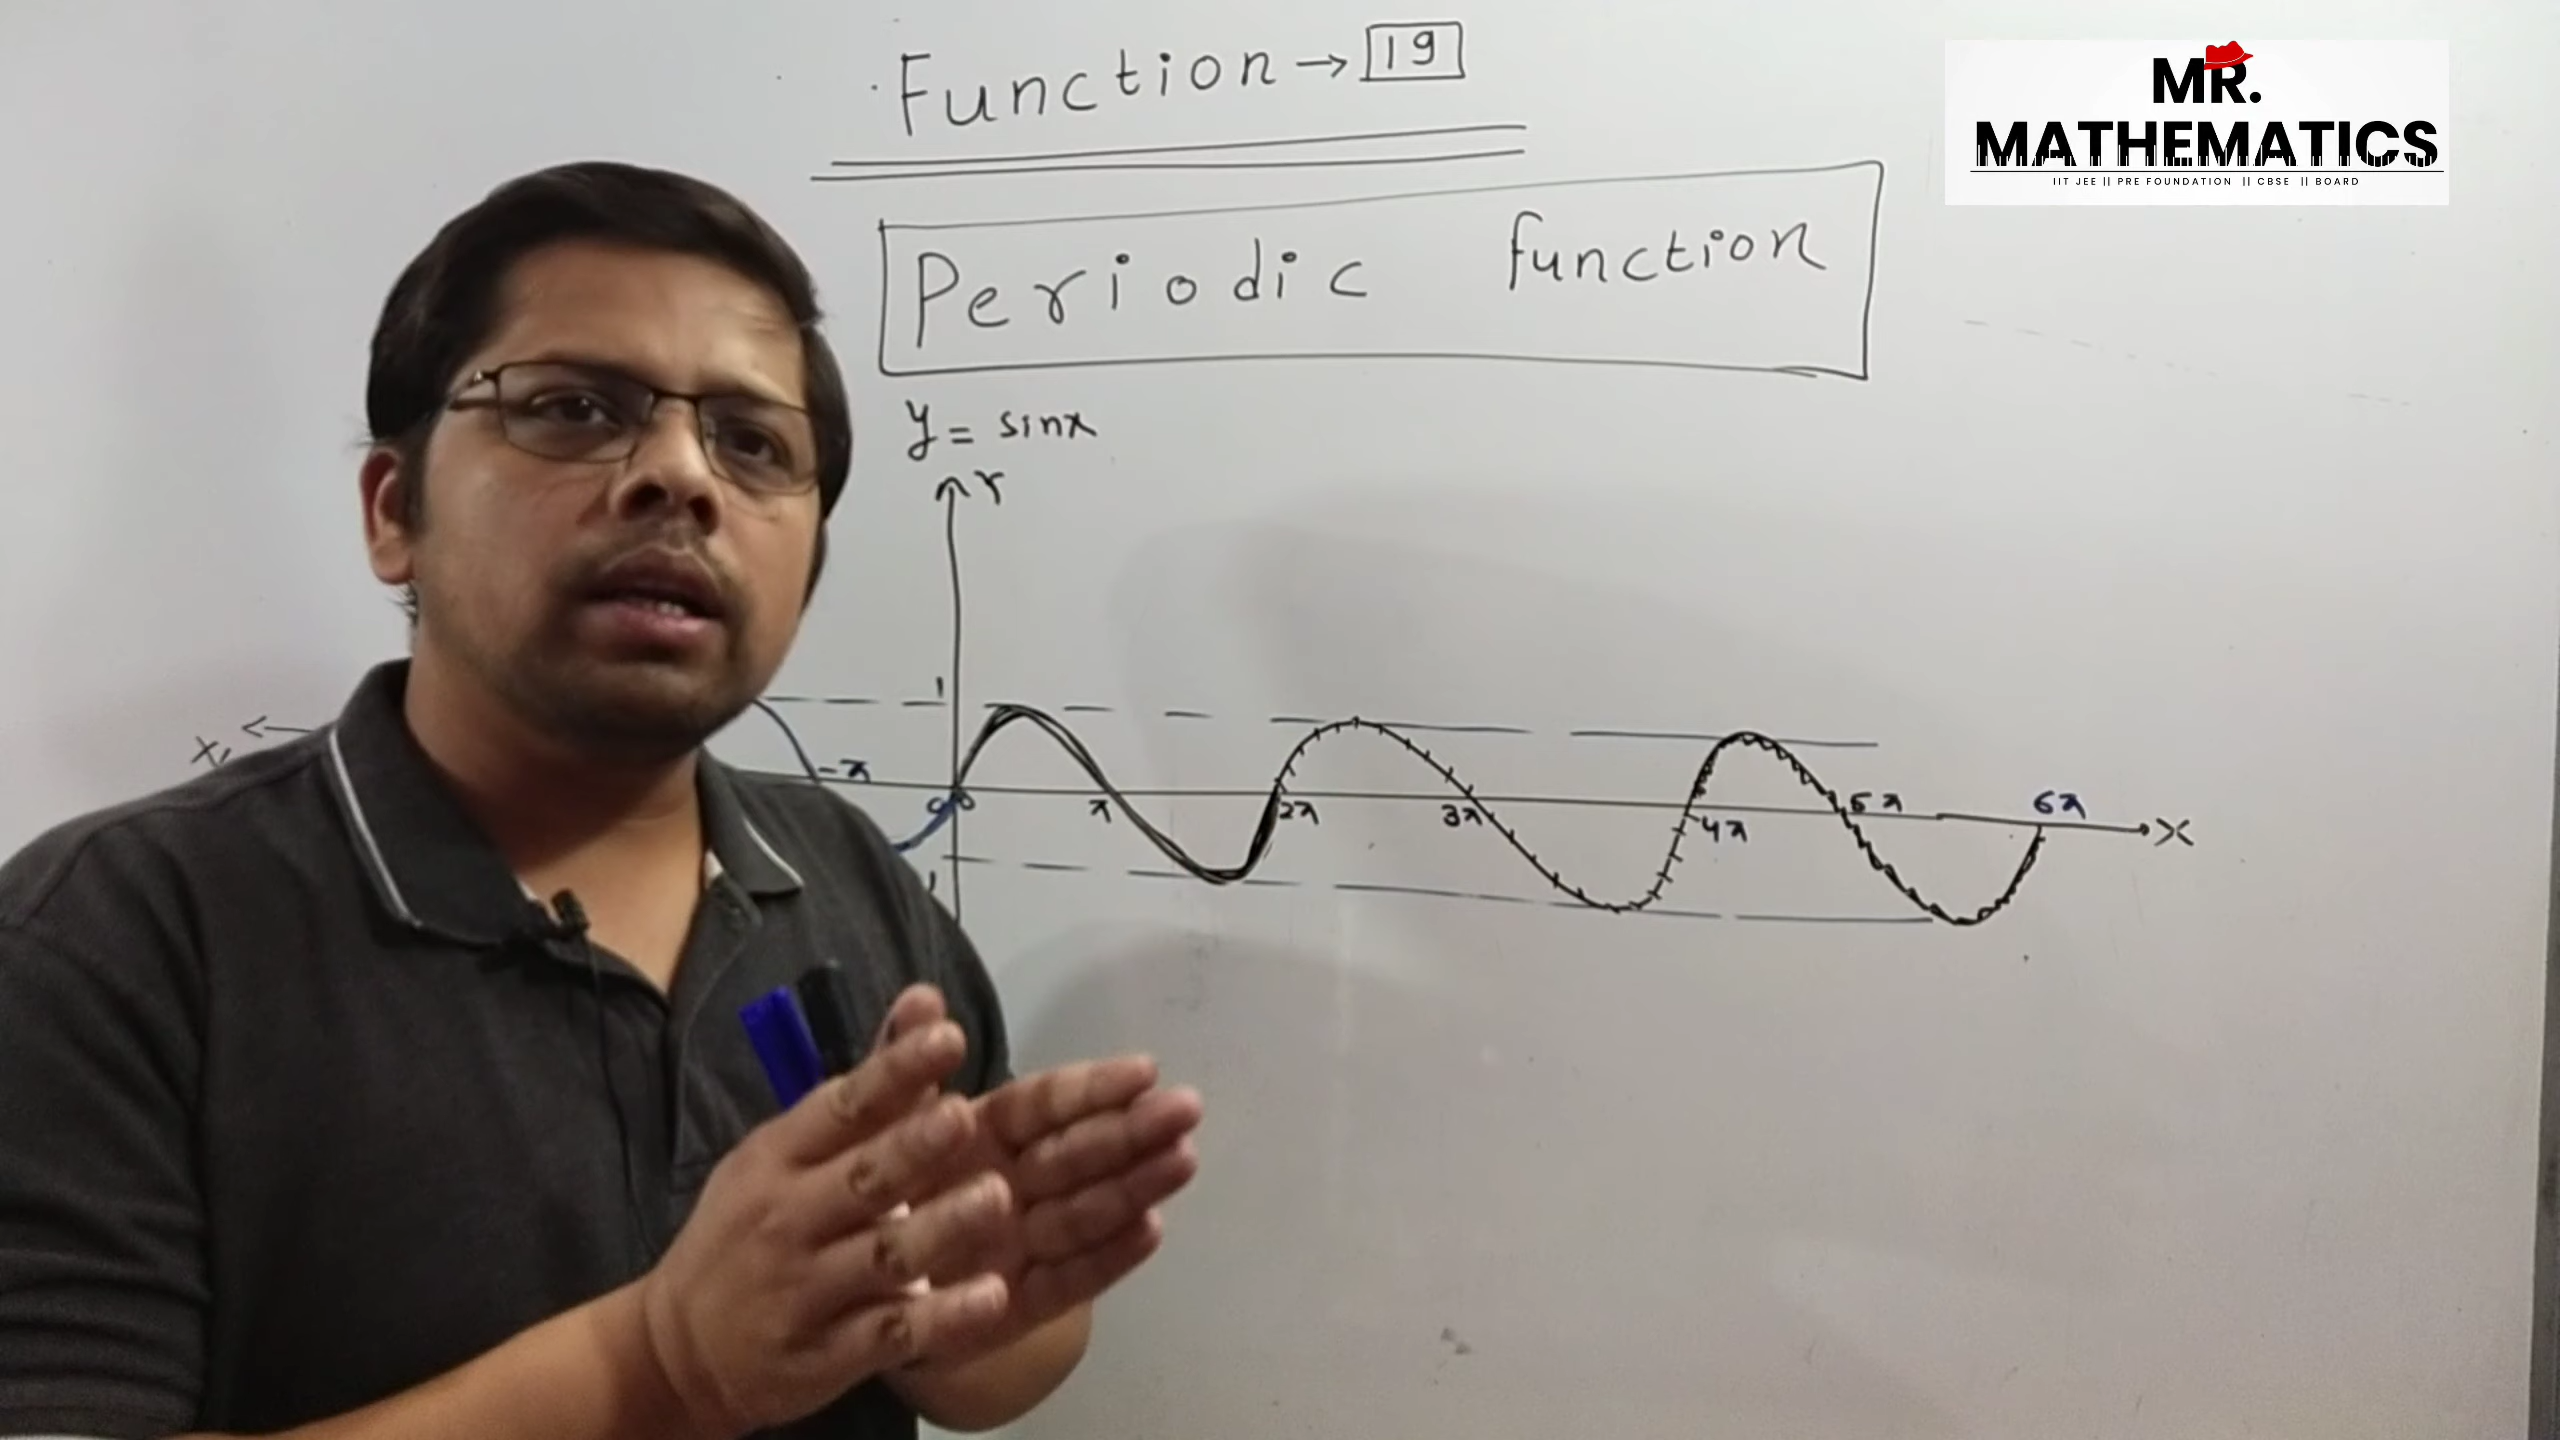 Function → 19
MR.
MATHEMATICS
IIT JEE || PRE FOUNDATION || CBSE || BOARD
Periodic function
y = sinx
Y
1
X'
-π
0
π
2π
3π
4π
5π
6π
X
1